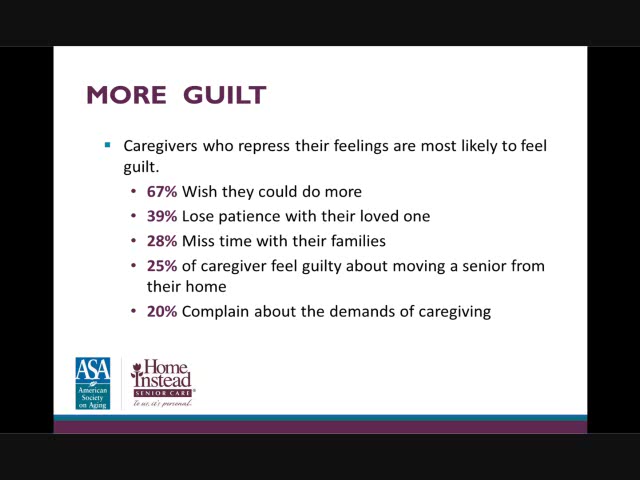 MORE GUILT
Caregivers who repress their feelings are most likely to feel
guilt.
67% Wish they could do more
39% Lose patience with their loved one
28% Miss time with their families
25% of caregiver feel guilty about moving a senior from
their home
20% Complain about the demands of caregiving
ASA
American
Society
on Aging
Home
Instead
SENIOR CARE
To us, it's personal.